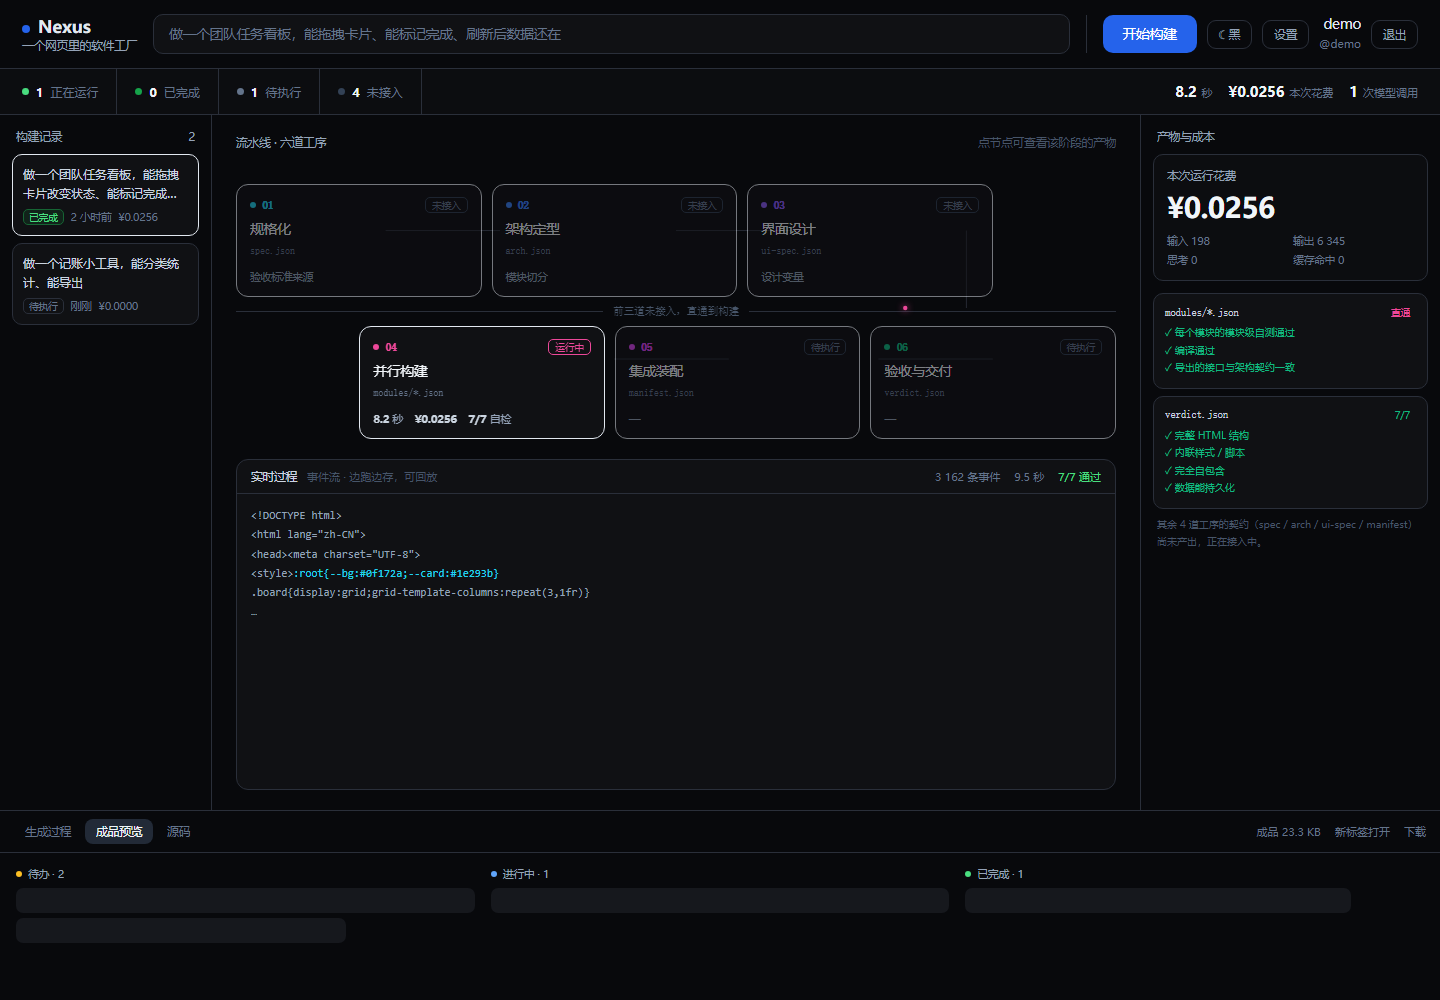 Nexus
一个网页里的软件工厂
做一个团队任务看板，能拖拽卡片、能标记完成、刷新后数据还在
开始构建
☾ 黑
设置
demo
@demo
退出
1 正在运行
0 已完成
1 待执行
4 未接入
8.2 秒
¥0.0256 本次花费
1 次模型调用
构建记录
2
做一个团队任务看板，能拖拽
卡片改变状态、能标记完成...
已完成 2 小时前 ¥0.0256
做一个记账小工具，能分类统
计、能导出
待执行 刚刚 ¥0.0000
流水线 · 六道工序
点节点可查看该阶段的产物
01 未接入
规格化
spec.json
验收标准来源
02 未接入
架构定型
arch.json
模块切分
03 未接入
界面设计
ui-spec.json
设计变量
前三道未接入，直通到构建
04 运行中
并行构建
modules/*.json
8.2 秒 ¥0.0256 7/7 自检
05 待执行
集成装配
manifest.json
—
06 待执行
验收与交付
verdict.json
—
实时过程 事件流 · 边跑边存，可回放
3 162 条事件 9.5 秒 7/7 通过
<!DOCTYPE html>
<html lang="zh-CN">
<head><meta charset="UTF-8">
<style>:root{--bg:#0f172a;--card:#1e293b}
.board{display:grid;grid-template-columns:repeat(3,1fr)}
_
产物与成本
本次运行花费
¥0.0256
输入 198 输出 6 345
思考 0 缓存命中 0
modules/*.json 直通
✓ 每个模块的模块级自测通过
✓ 编译通过
✓ 导出的接口与架构契约一致
verdict.json 7/7
✓ 完整 HTML 结构
✓ 内联样式 / 脚本
✓ 完全自包含
✓ 数据能持久化
其余 4 道工序的契约（spec / arch / ui-spec / manifest）
尚未产出，正在接入中。
生成过程 成品预览 源码
成品 23.3 KB 新标签打开 下载
待办 · 2
进行中 · 1
已完成 · 1